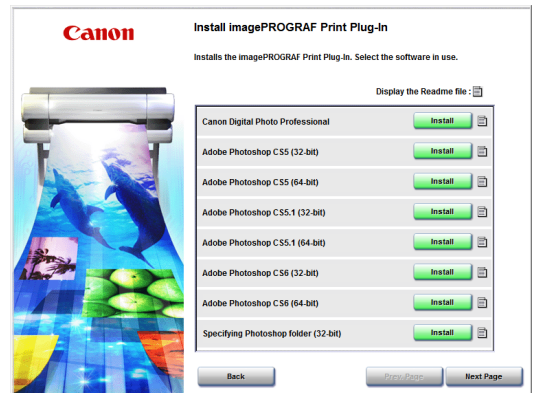 Canon
Install imagePROGRAF Print Plug-In
Installs the imagePROGRAF Print Plug-In. Select the software in use.
Display the Readme file :
Canon Digital Photo Professional Install
Adobe Photoshop CS5 (32-bit) Install
Adobe Photoshop CS5 (64-bit) Install
Adobe Photoshop CS5.1 (32-bit) Install
Adobe Photoshop CS5.1 (64-bit) Install
Adobe Photoshop CS6 (32-bit) Install
Adobe Photoshop CS6 (64-bit) Install
Specifying Photoshop folder (32-bit) Install
Back Prev Page Next Page